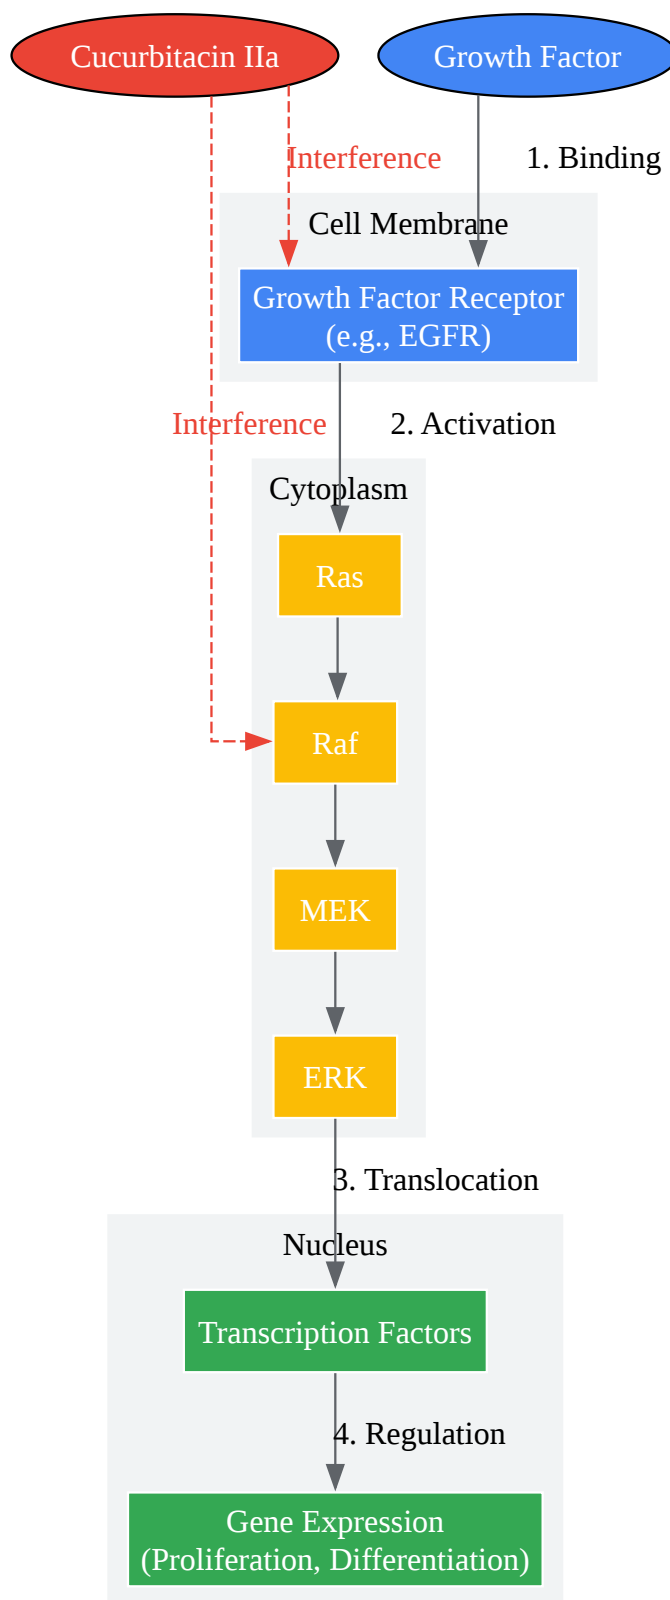 Cucurbitacin IIa
Growth Factor
Interference
1. Binding
Cell Membrane
Growth Factor Receptor
(e.g., EGFR)
Interference
2. Activation
Cytoplasm
Ras
Raf
MEK
ERK
3. Translocation
Nucleus
Transcription Factors
4. Regulation
Gene Expression
(Proliferation, Differentiation)